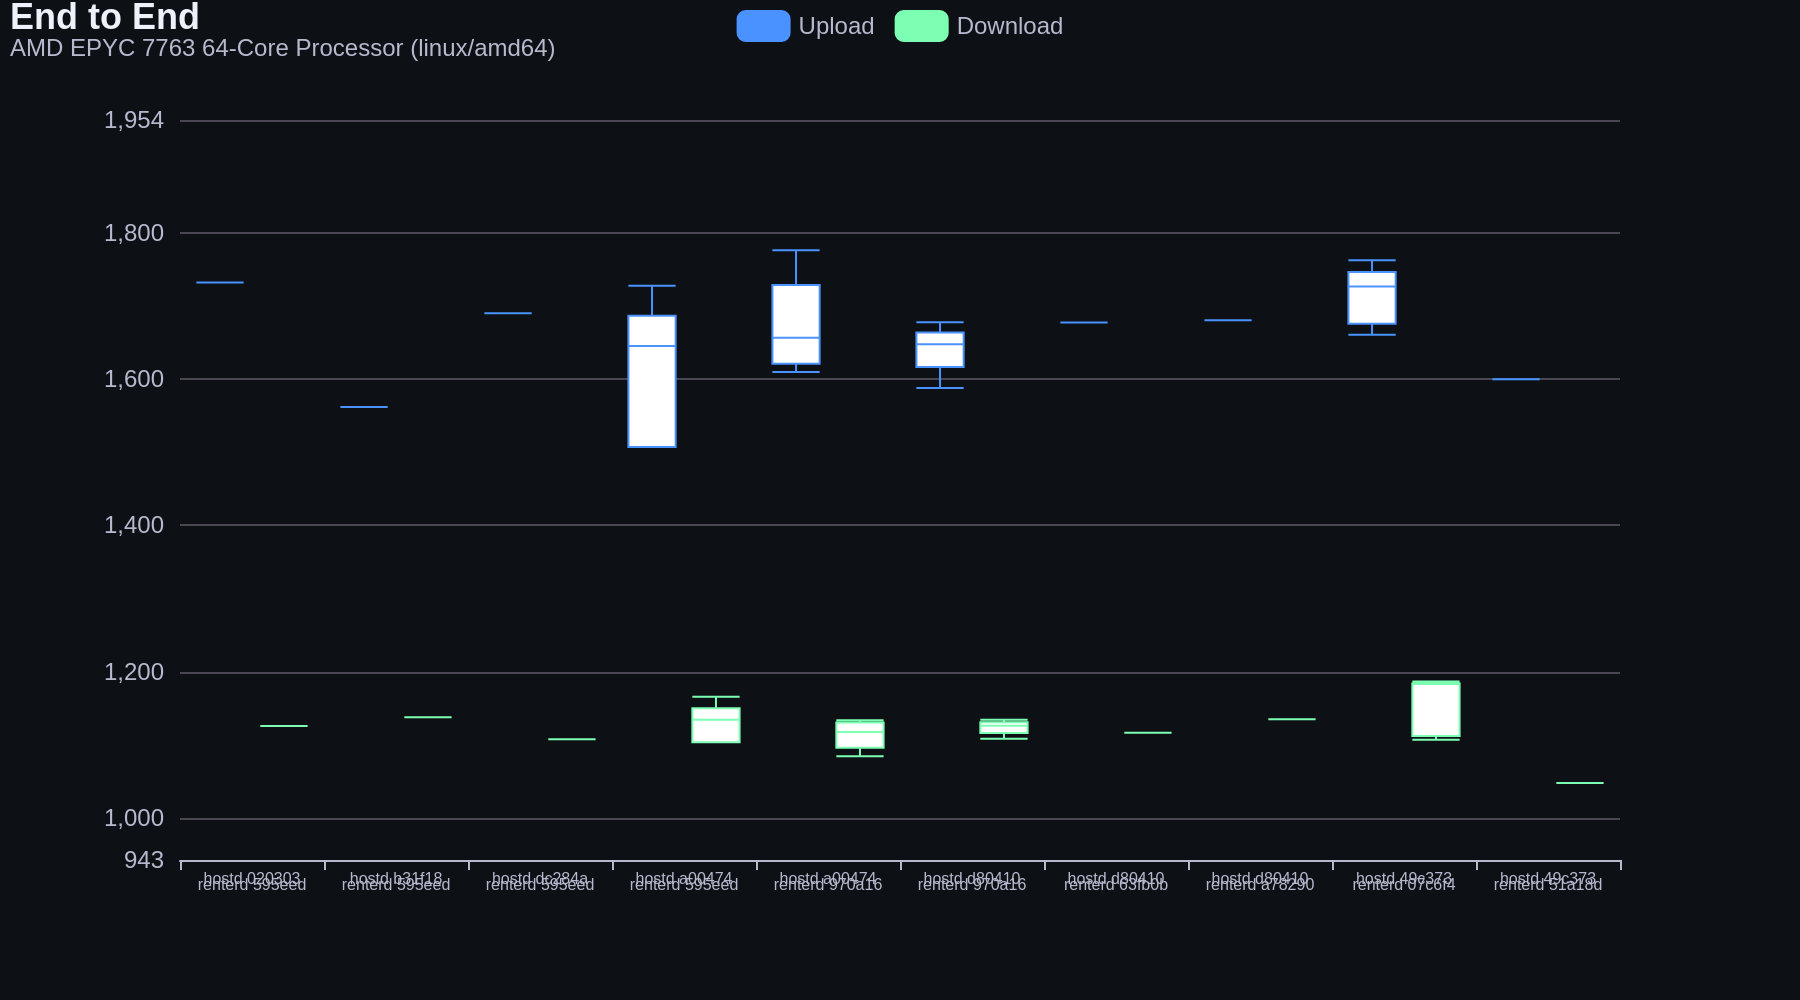 End to End
AMD EPYC 7763 64-Core Processor (linux/amd64)
Upload
Download
1,954
1,800
1,600
1,400
1,200
1,000
943
hostd 020303
renterd 595eed
hostd b31f18
renterd 595eed
hostd dc284a
renterd 595eed
hostd a00474
renterd 595eed
hostd a00474
renterd 970a16
hostd d80410
renterd 970a16
hostd d80410
renterd 63fb0b
hostd d80410
renterd a78290
hostd 49c373
renterd 07c6f4
hostd 49c373
renterd 51a18d